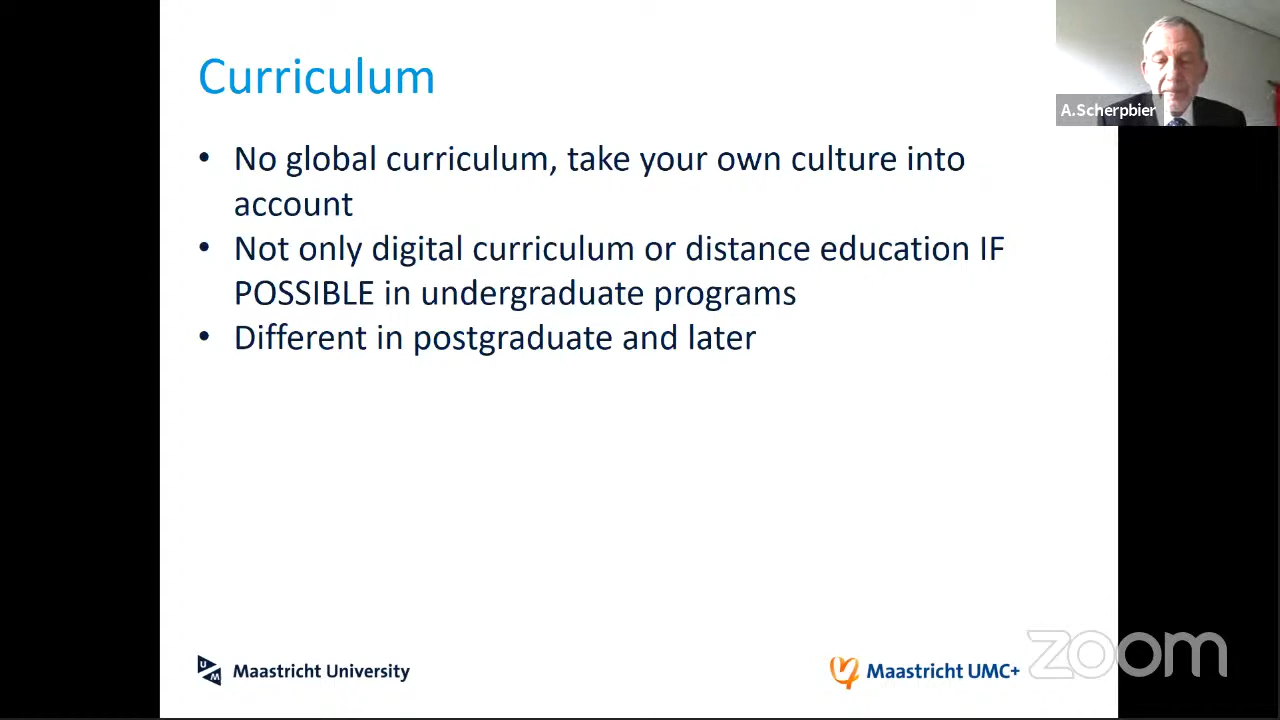 Curriculum
A.Scherpbier
• No global curriculum, take your own culture into
account
• Not only digital curriculum or distance education IF
POSSIBLE in undergraduate programs
• Different in postgraduate and later
U
M
Maastricht University
Maastricht UMC+
zoom